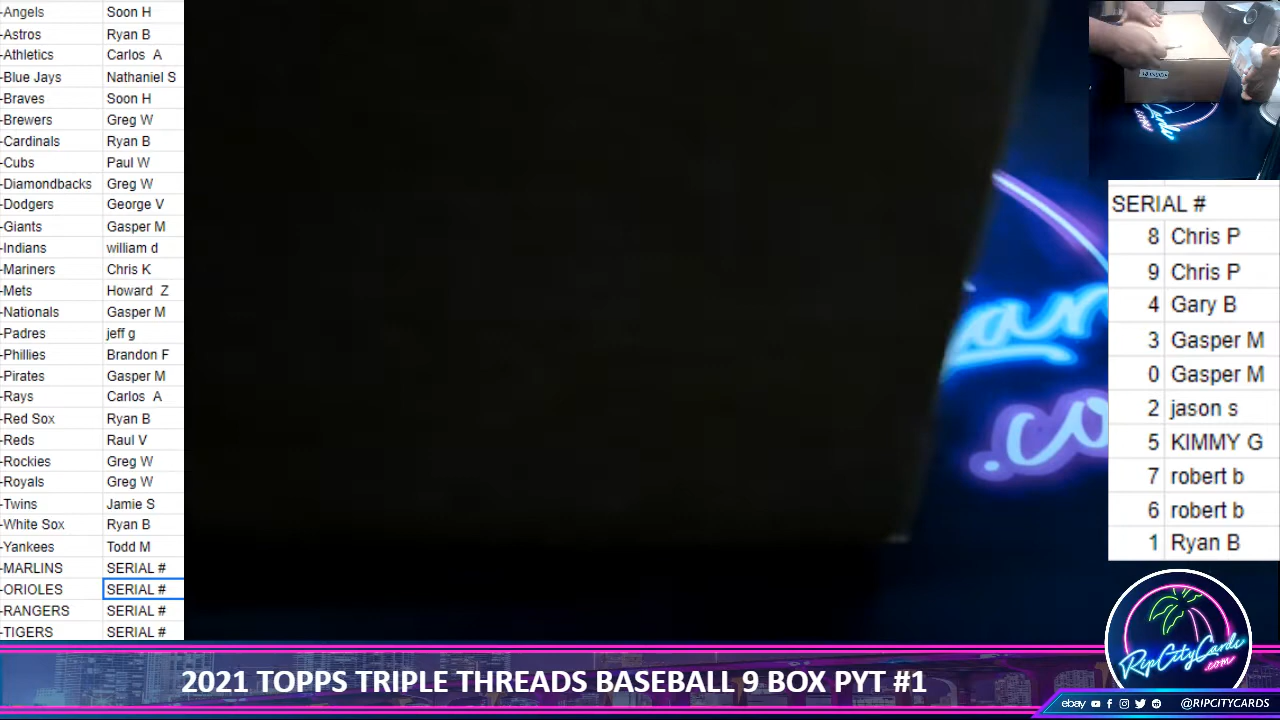 -Angels Soon H
-Astros Ryan B
-Athletics Carlos A
-Blue Jays Nathaniel S
-Braves Soon H
-Brewers Greg W
-Cardinals Ryan B
-Cubs Paul W
-Diamondbacks Greg W
-Dodgers George V
-Giants Gasper M
-Indians william d
-Mariners Chris K
-Mets Howard Z
-Nationals Gasper M
-Padres jeff g
-Phillies Brandon F
-Pirates Gasper M
-Rays Carlos A
-Red Sox Ryan B
-Reds Raul V
-Rockies Greg W
-Royals Greg W
-Twins Jamie S
-White Sox Ryan B
-Yankees Todd M
-MARLINS SERIAL #
-ORIOLES SERIAL #
-RANGERS SERIAL #
-TIGERS SERIAL #
.co
SERIAL #
8 Chris P
9 Chris P
4 Gary B
3 Gasper M
0 Gasper M
2 jason s
5 KIMMY G
7 robert b
6 robert b
1 Ryan B
RipCityCards
.com
2021 TOPPS TRIPLE THREADS BASEBALL 9 BOX PYT #1
ebay @RIPCITYCARDS